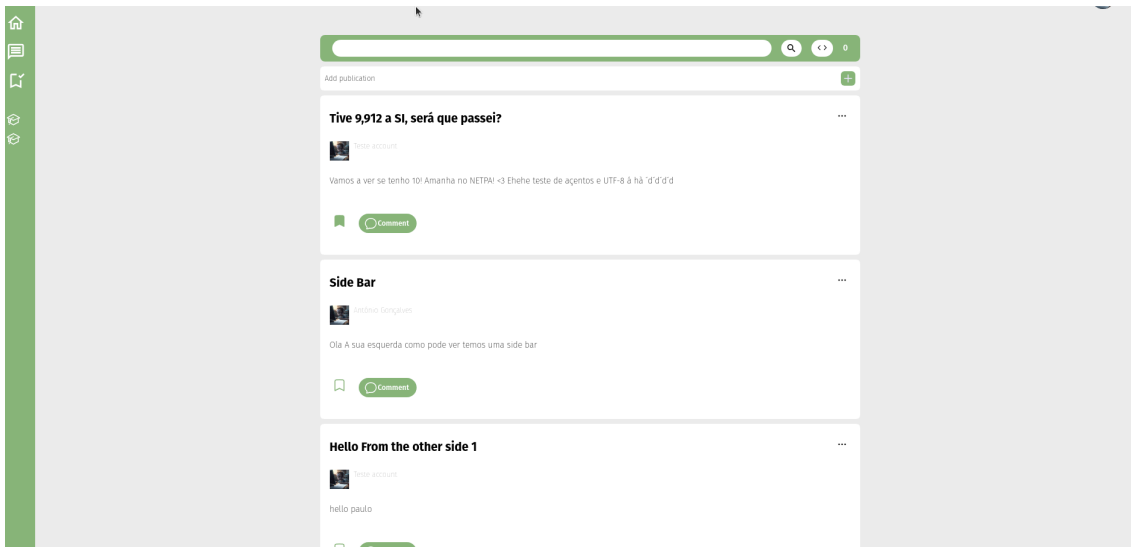 0
Add publication
Tive 9,912 a SI, será que passei?
Teste account
Vamos a ver se tenho 10! Amanha no NETPA! <3 Ehehe teste de açentos e UTF-8 á hà ´d´d´d´d
Comment
Side Bar
Gonçalves
Ola A sua esquerda como pode ver temos uma side bar
Comment
Hello From the other side 1
Teste account
hello paulo